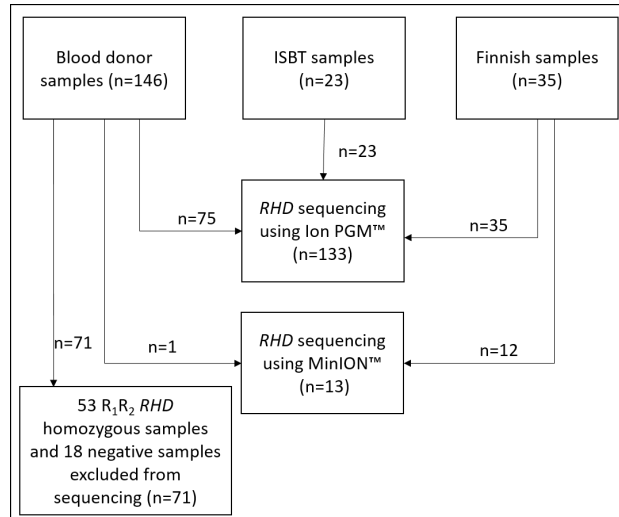 Blood donor
samples (n=146)
ISBT samples
(n=23)
Finnish samples
(n=35)
n=23
n=75
RHD sequencing
using Ion PGM™
(n=133)
n=35
n=71
n=1
RHD sequencing
using MinION™
(n=13)
n=12
53 R₁R₂ RHD
homozygous samples
and 18 negative samples
excluded from
sequencing (n=71)